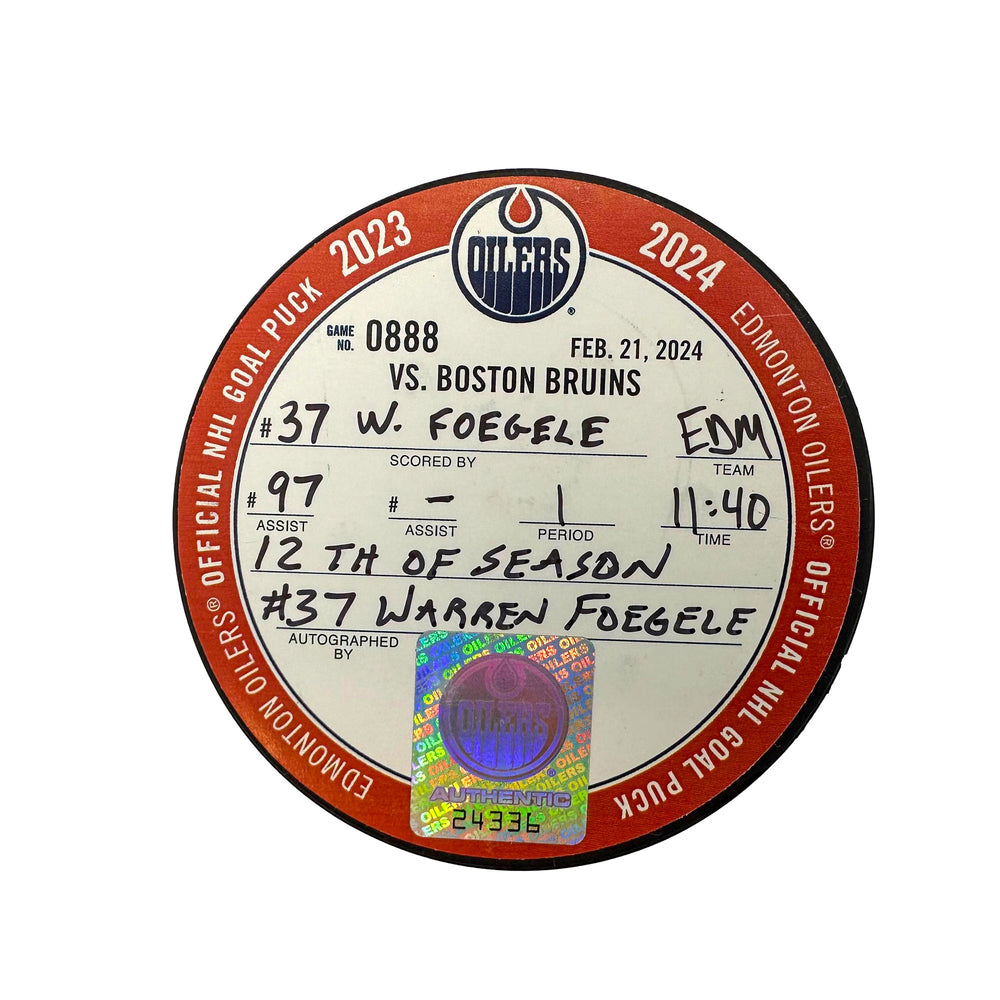 2023 2024
OILERS
®
GAME NO. 0888 FEB. 21, 2024
VS. BOSTON BRUINS
#37 W. FOEGELE EDM
SCORED BY TEAM
#97 # - 1 11:40
ASSIST ASSIST PERIOD TIME
12 TH OF SEASON
#37 WARREN FOEGELE
AUTOGRAPHED BY
EDMONTON OILERS® OFFICIAL NHL GOAL PUCK
EDMONTON OILERS® OFFICIAL NHL GOAL PUCK
OILERS
®
AUTHENTIC
24336